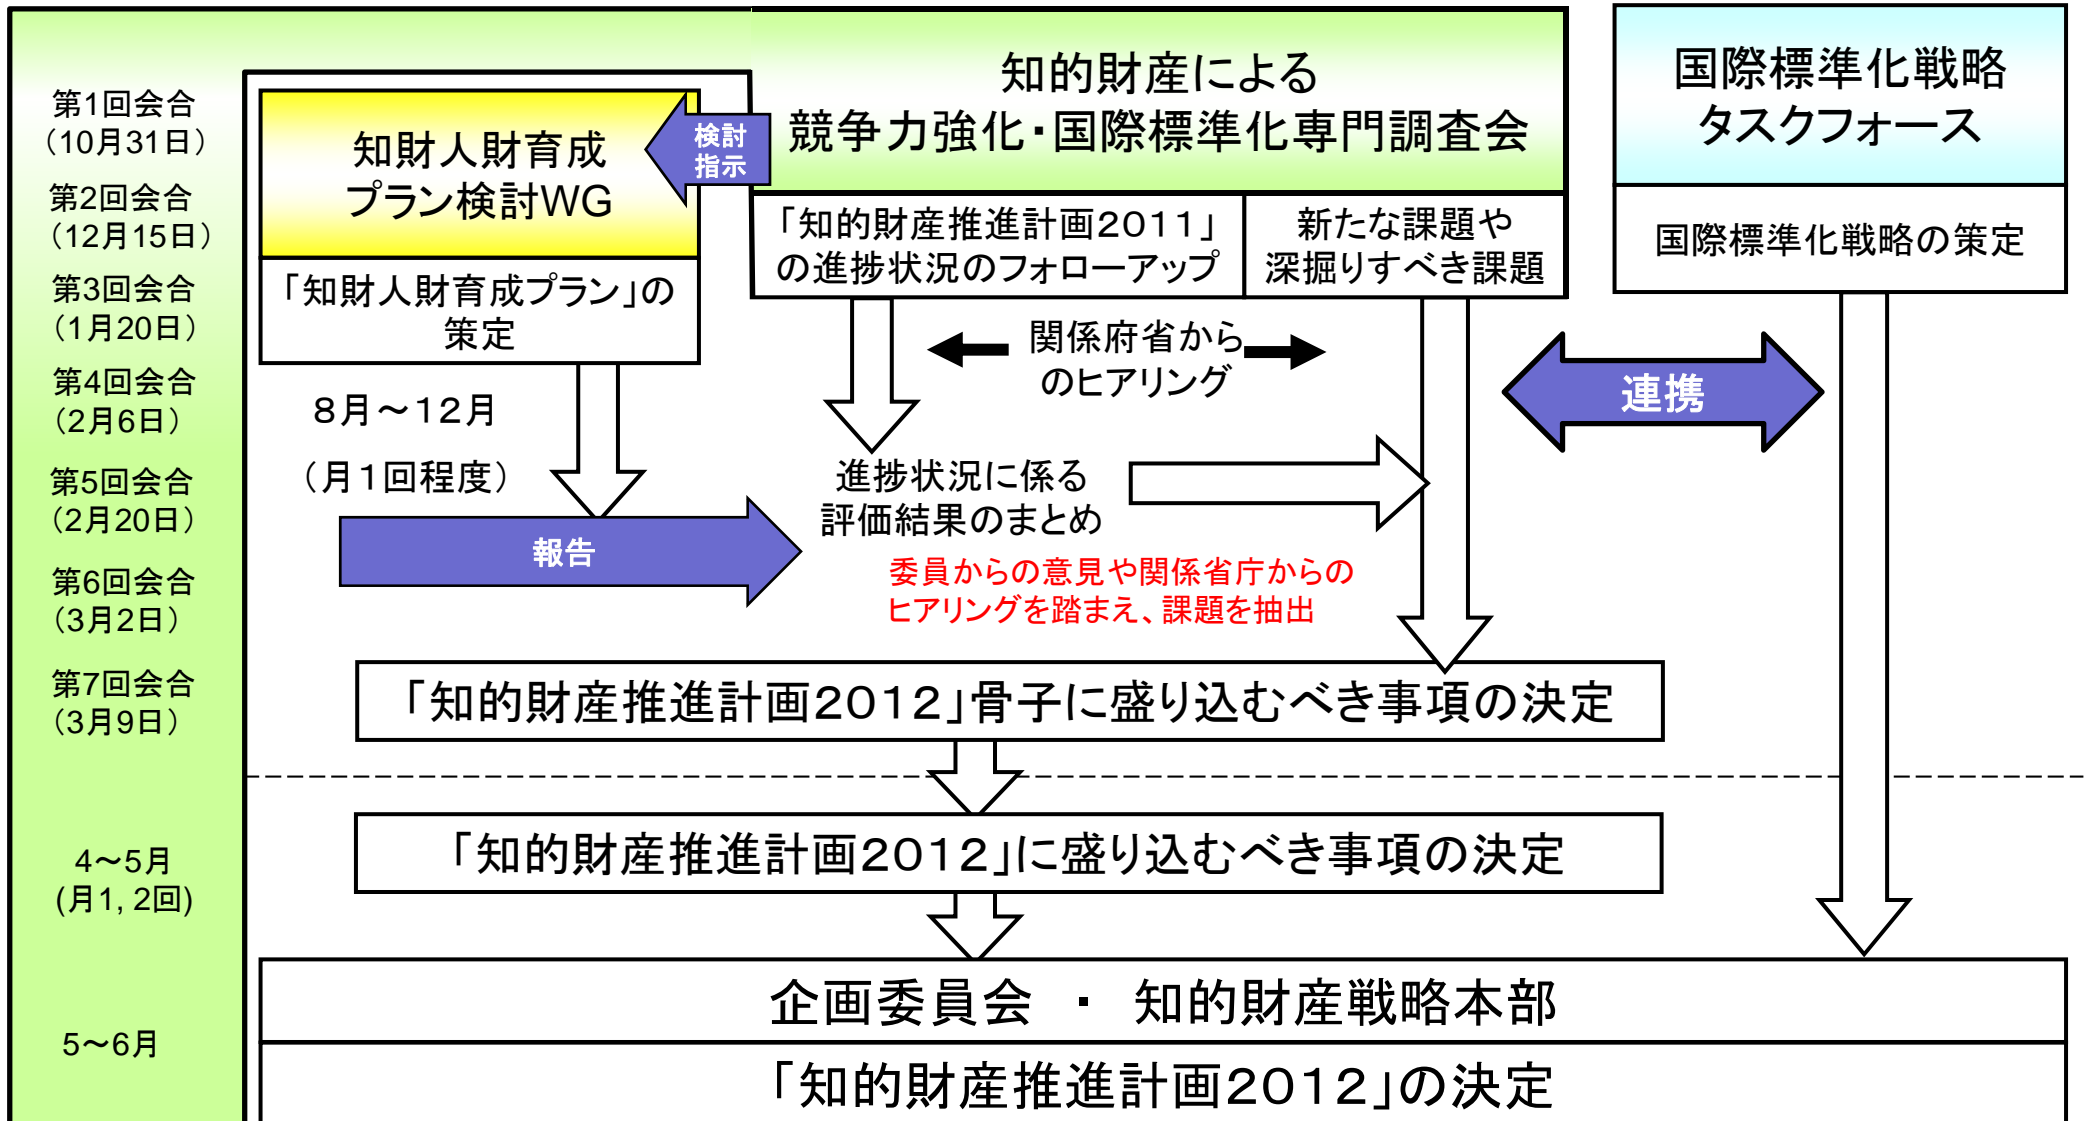 第1回会合
（10月31日）
第2回会合
（12月15日）
第3回会合
（1月20日）
第4回会合
（2月6日）
第5回会合
（2月20日）
第6回会合
（3月2日）
第7回会合
（3月9日）
4～5月
(月1, 2回)
5～6月
知財人財育成
プラン検討WG
「知財人財育成プラン」の
策定
検討
指示
知的財産による
競争力強化・国際標準化専門調査会
「知的財産推進計画２０１１」
の進捗状況のフォローアップ
新たな課題や
深掘りすべき課題
国際標準化戦略
タスクフォース
国際標準化戦略の策定
８月～１２月
（月１回程度）
関係府省から
のヒアリング
連携
進捗状況に係る
評価結果のまとめ
報告
委員からの意見や関係省庁からの
ヒアリングを踏まえ、課題を抽出
「知的財産推進計画２０１２」骨子に盛り込むべき事項の決定
「知的財産推進計画２０１２」に盛り込むべき事項の決定
企画委員会 ・ 知的財産戦略本部
「知的財産推進計画２０１２」の決定